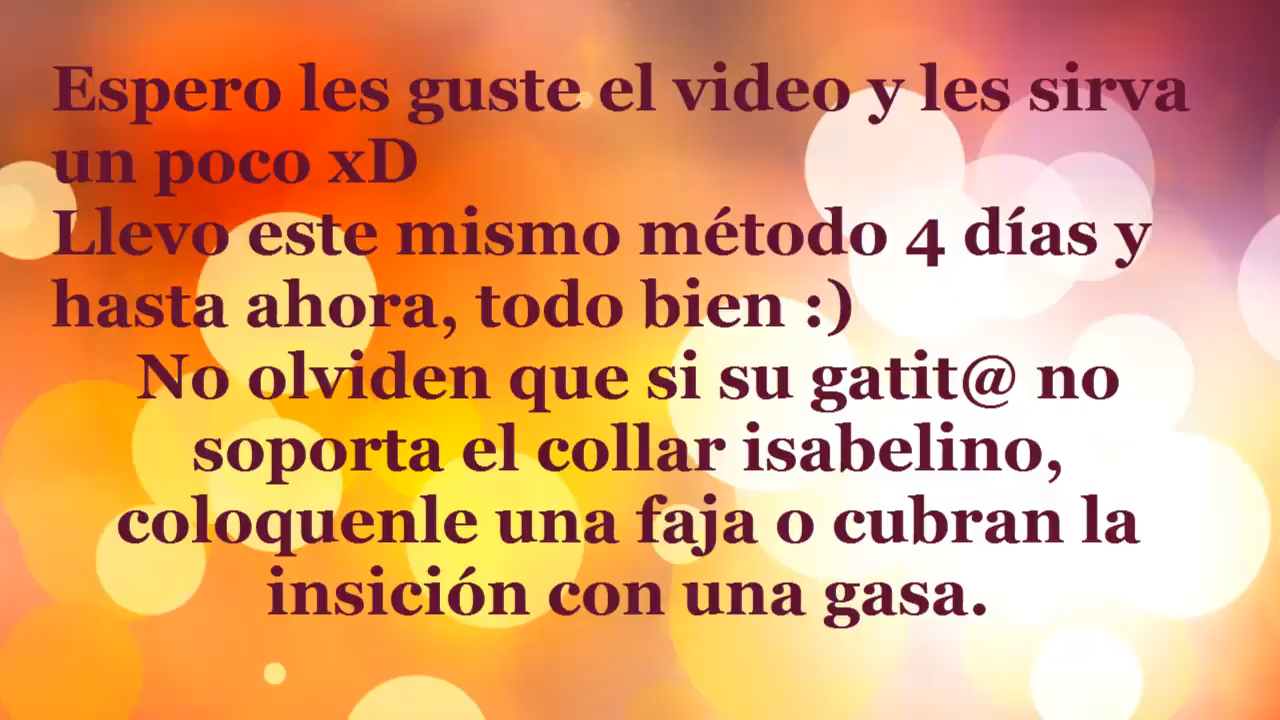 Espero les guste el video y les sirva
un poco xD
Llevo este mismo método 4 días y
hasta ahora, todo bien :)
No olviden que si su gatit@ no
soporta el collar isabelino,
coloquenle una faja o cubran la
insición con una gasa.